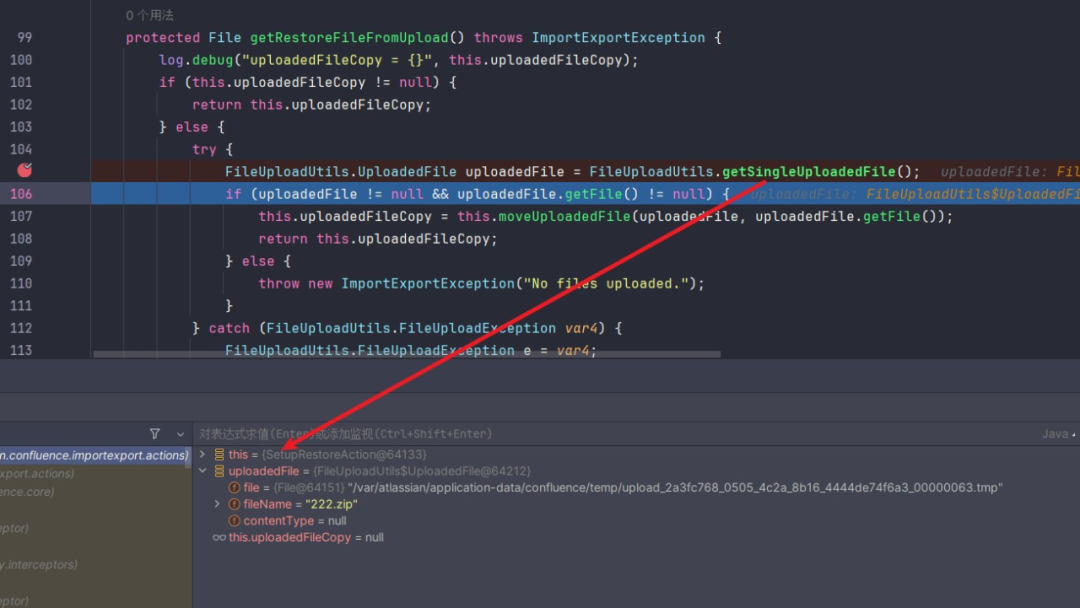 0 个用法
99 protected File getRestoreFileFromUpload() throws ImportExportException {
100 log.debug("uploadedFileCopy = {}", this.uploadedFileCopy);
101 if (this.uploadedFileCopy != null) {
102 return this.uploadedFileCopy;
103 } else {
104 try {
FileUploadUtils.UploadedFile uploadedFile = FileUploadUtils.getSingleUploadedFile(); uploadedFile: Fil
106 if (uploadedFile != null && uploadedFile.getFile() != null) { uploadedFile: FileUploadUtils$UploadedFi
107 this.uploadedFileCopy = this.moveUploadedFile(uploadedFile, uploadedFile.getFile());
108 return this.uploadedFileCopy;
109 } else {
110 throw new ImportExportException("No files uploaded.");
111 }
112 } catch (FileUploadUtils.FileUploadException var4) {
113 FileUploadUtils.FileUploadException e = var4;
对表达式求值(Enter)或添加监视(Ctrl+Shift+Enter)
Java
n.confluence.importexport.actions)
this = {SetupRestoreAction@64133}
xport.actions)
uploadedFile = {FileUploadUtils$UploadedFile@64212}
ence.core)
file = {File@64151} "/var/atlassian/application-data/confluence/temp/upload_2a3fc768_0505_4c2a_8b16_4444de74f6a3_00000063.tmp"
fileName = "222.zip"
contentType = null
eptor)
this.uploadedFileCopy = null
y.interceptors)
eptor)